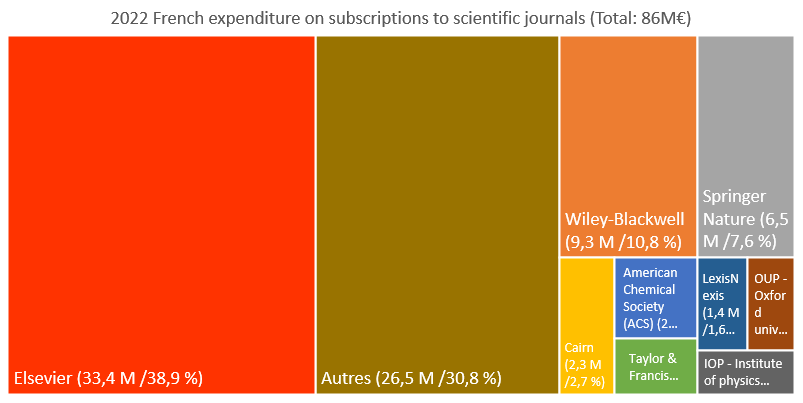 2022 French expenditure on subscriptions to scientific journals (Total: 86M€)
Elsevier (33,4 M /38,9 %)
Autres (26,5 M /30,8 %)
Wiley-Blackwell
(9,3 M /10,8 %)
Springer
Nature (6,5
M /7,6 %)
Cairn
(2,3 M
/2,7 %)
American
Chemical
Society
(ACS) (2...
Taylor &
Francis...
LexisN
exis
(1,4 M
/1,6...
OUP -
Oxfor
d
univ...
IOP - Institute
of physics...